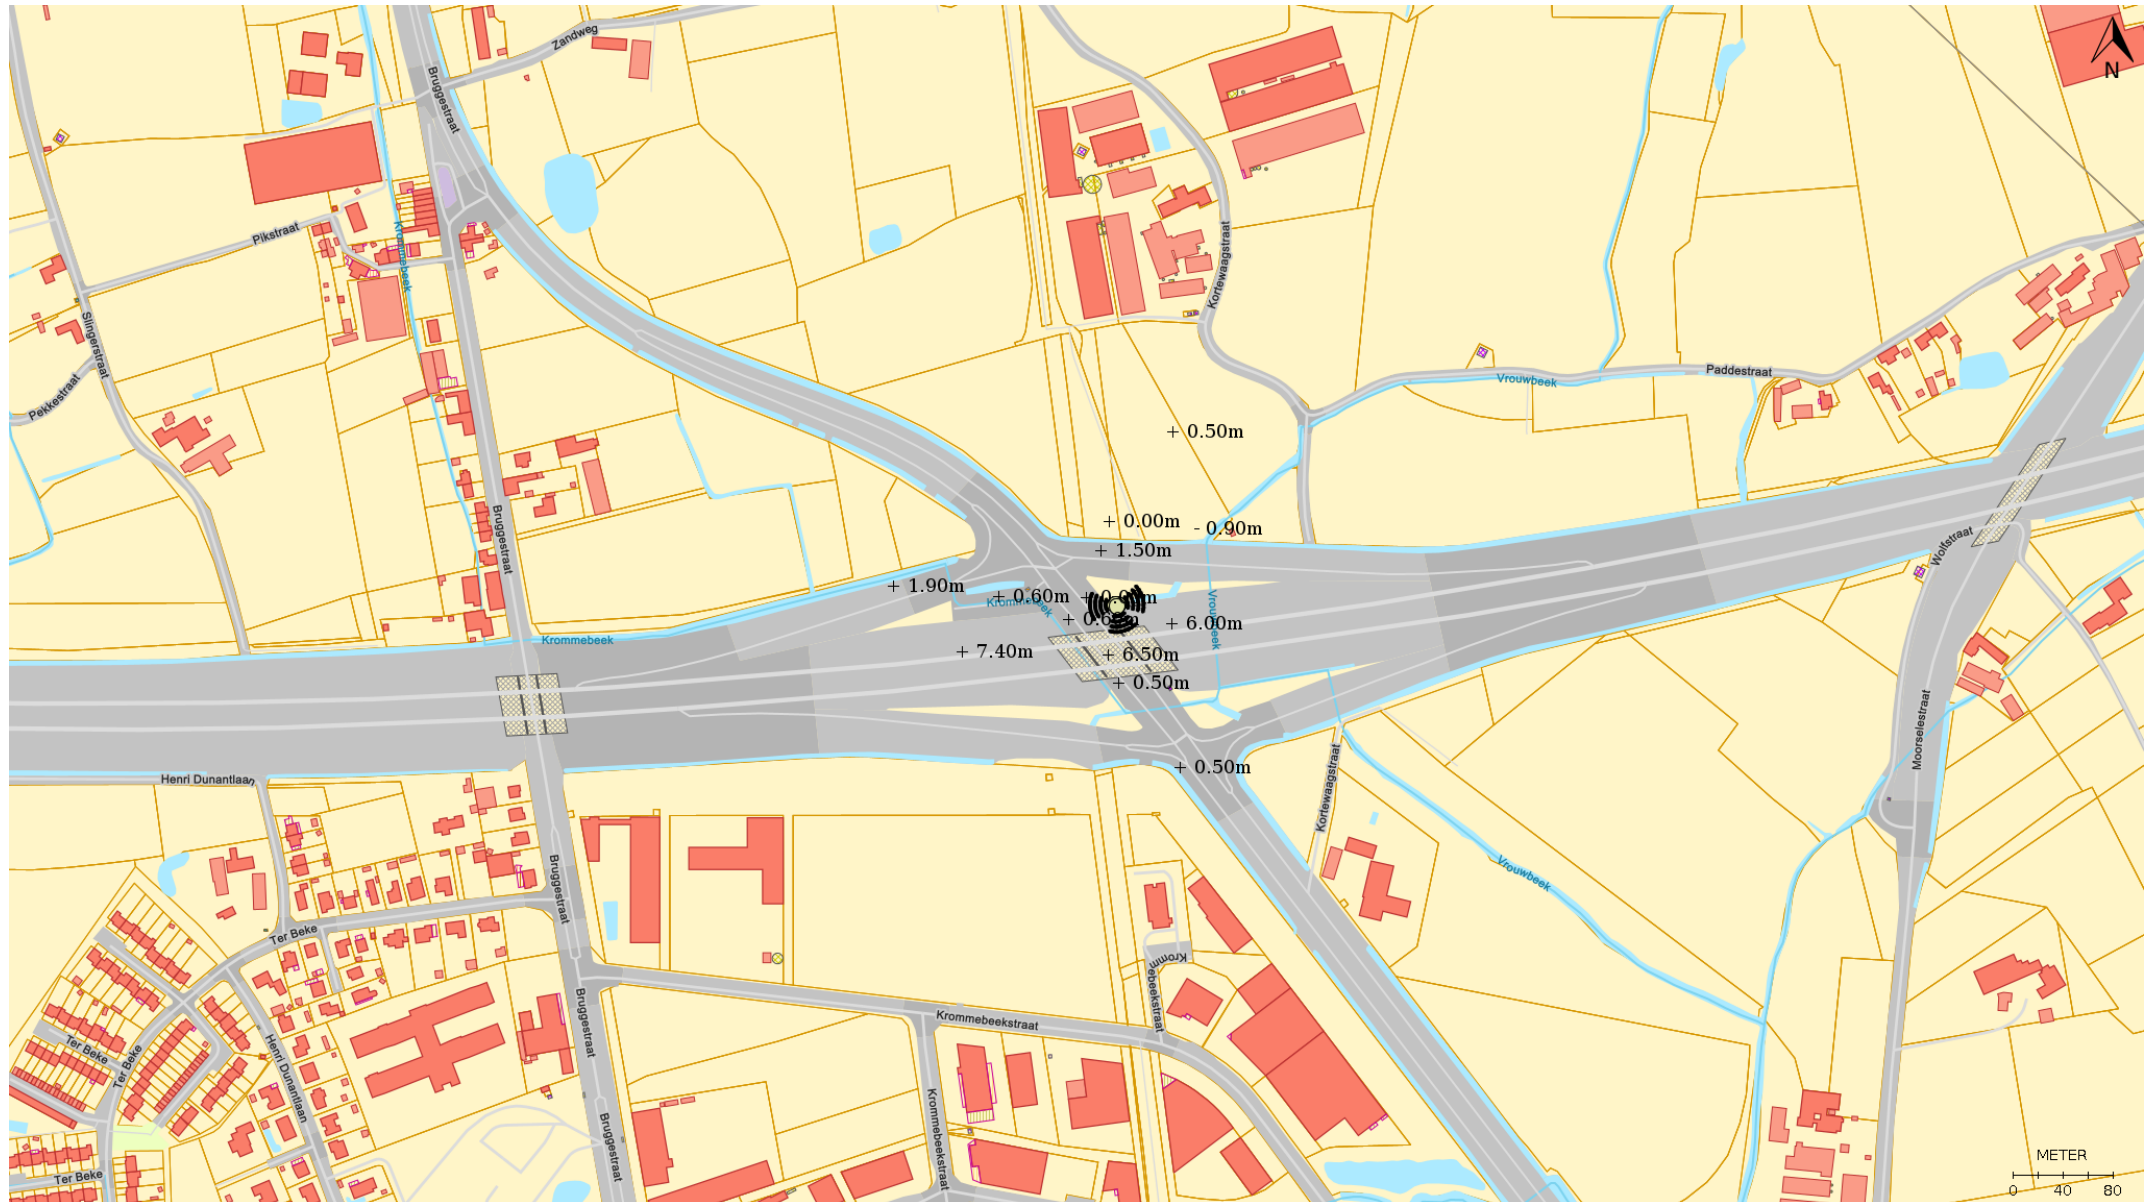 Zandweg
N
Bruggestraat
Pikstraat
Krommebeek
Kortewaagstraat
Slingerstraat
Pekkestraat
Vrouwbeek
Paddestraat
+ 0.50m
Bruggestraat
+ 0.00m
- 0.90m
+ 1.50m
Wolfstraat
+ 1.90m
+ 0.60m
Krommebeek
Vrouwbeek
+ 6.00m
Krommebeek
+ 7.40m
+ 6.50m
+ 0.50m
Moorselestraat
+ 0.50m
Henri Dunantlaan
Kortewaagstraat
Vrouwbeek
Bruggestraat
Ter Beke
Krommebeekstraat
Krommebeekstraat
Bruggestraat
Ter Beke
Ter Beke
Henri Dunantlaan
Krommebeekstraat
Bruggestraat
Ter Beke
METER
0 40 80